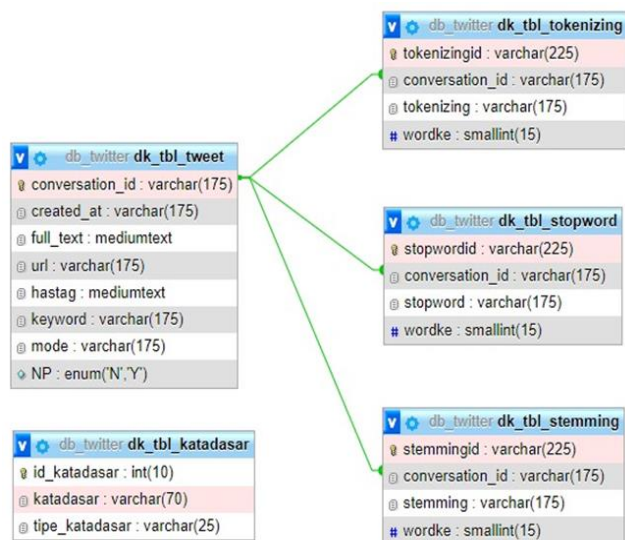 db_twitter dk_tbl_tweet
conversation_id : varchar(175)
created_at : varchar(175)
full_text : mediumtext
url : varchar(175)
hastag : mediumtext
keyword : varchar(175)
mode : varchar(175)
NP : enum('N','Y')
db_twitter dk_tbl_katadasar
id_katadasar : int(10)
katadasar : varchar(70)
tipe_katadasar : varchar(25)
db_twitter dk_tbl_tokenizing
tokenizingid : varchar(225)
conversation_id : varchar(175)
tokenizing : varchar(175)
# wordke : smallint(15)
db_twitter dk_tbl_stopword
stopwordid : varchar(225)
conversation_id : varchar(175)
stopword : varchar(175)
# wordke : smallint(15)
db_twitter dk_tbl_stemming
stemmingid : varchar(225)
conversation_id : varchar(175)
stemming : varchar(175)
# wordke : smallint(15)